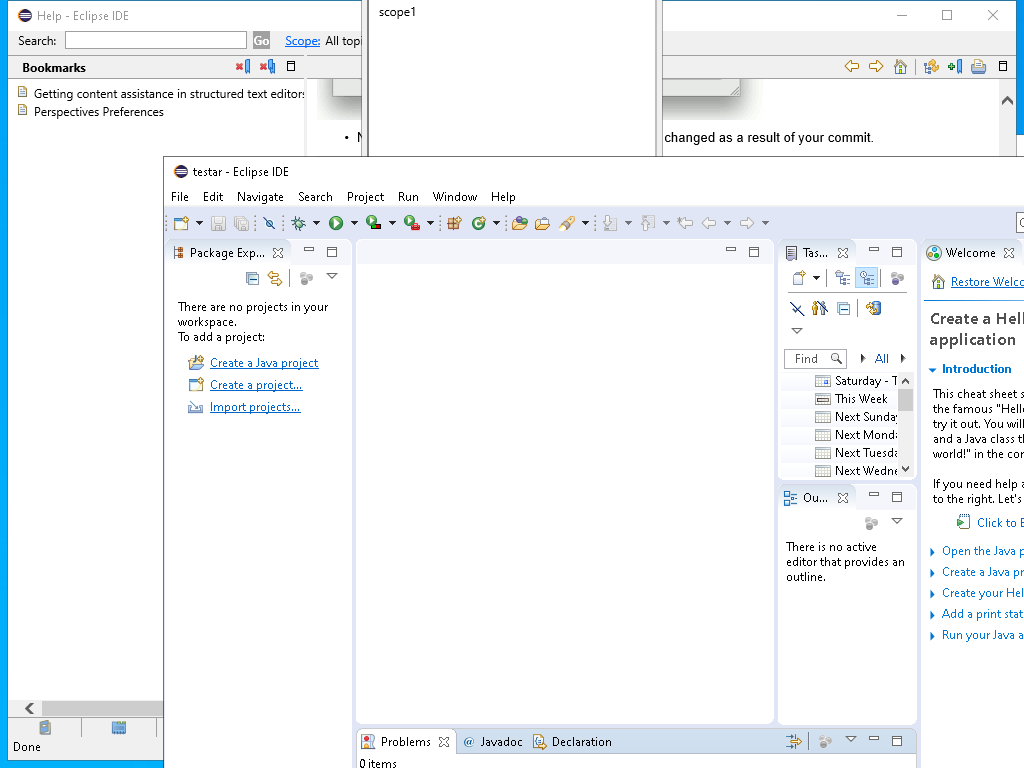 Help - Eclipse IDE
scope1
Search:
Go
Scope:
All topi
Bookmarks
Getting content assistance in structured text editors
Perspectives Preferences
changed as a result of your commit.
testar - Eclipse IDE
File Edit Navigate Search Project Run Window Help
Package Exp...
There are no projects in your
workspace.
To add a project:
Create a Java project
Create a project...
Import projects...
Tas...
Find
All
Saturday - T
This Week
Next Sunda
Next Monda
Next Tuesda
Next Wedne
Ou...
There is no active
editor that provides an
outline.
Welcome
Restore Welco
Create a Hell
application
Introduction
This cheat sheet s
the famous "Hello
try it out. You will
and a Java class th
world!" in the con
If you need help a
to the right. Let's
Click to B
Open the Java p
Create a Java pr
Create your Hel
Add a print stat
Run your Java a
Problems
@ Javadoc
Declaration
0 items
Done